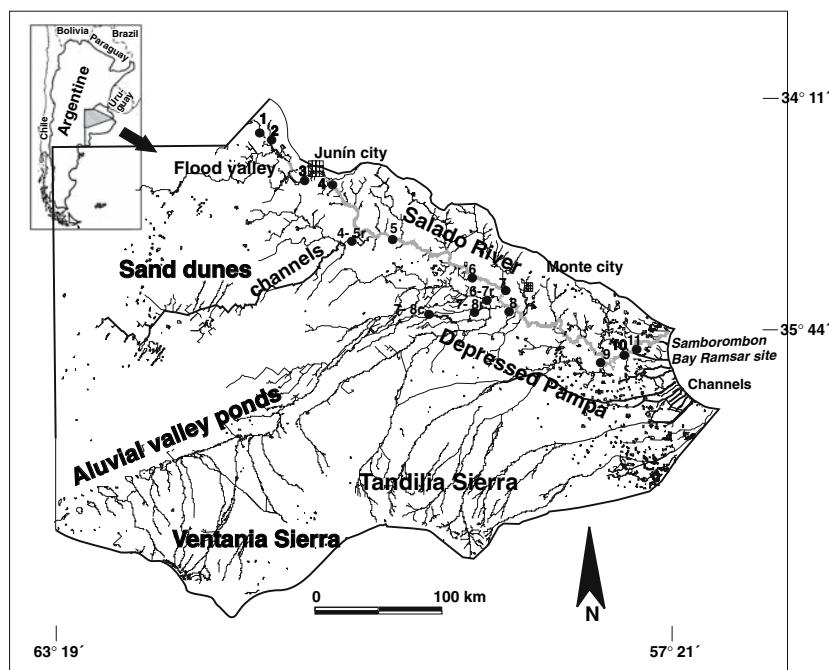 Bolivia
Brazil
Paraguay
Uru-
guay
Argentine
Chile
34° 11´
1
2
Junín city
Flood valley
3
4
Salado River
4- 5r
5
channels
Sand dunes
6
7
Monte city
6-7r
7- 8r
8
7- 8c
35° 44´
9
10
11
Samborombon
Bay Ramsar site
Depressed Pampa
Channels
Aluvial valley ponds
Tandilia Sierra
Ventania Sierra
0
100 km
N
63° 19´
57° 21´